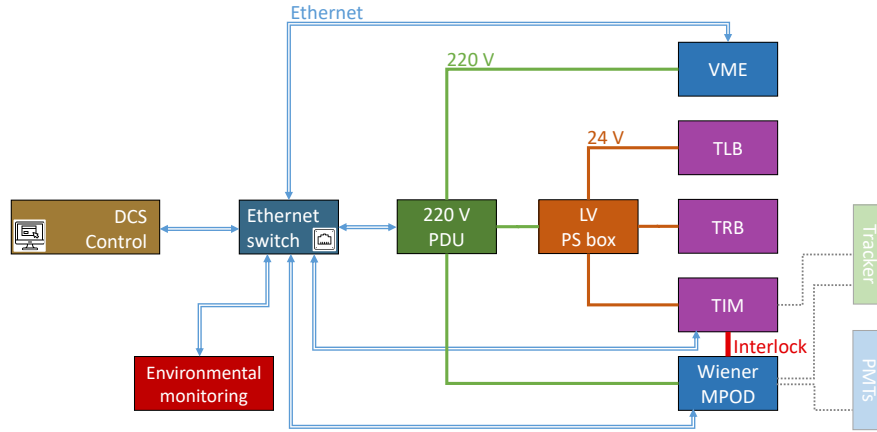 Ethernet
220 V
VME
24 V
TLB
DCS
Control
Ethernet
switch
220 V
PDU
LV
PS box
TRB
Tracker
TIM
Interlock
Environmental
monitoring
Wiener
MPOD
PMTs